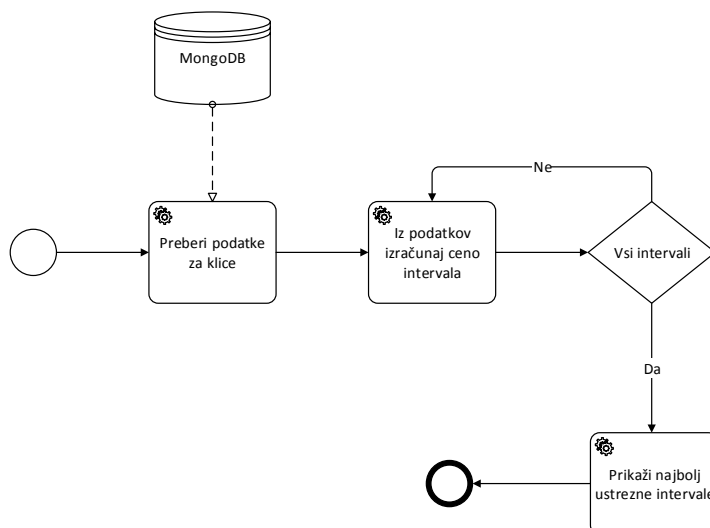 MongoDB
Ne
Preberi podatke
za klice
Iz podatkov
izračunaj ceno
intervala
Vsi intervali
Da
Prikaži najbolj
ustrezne intervale